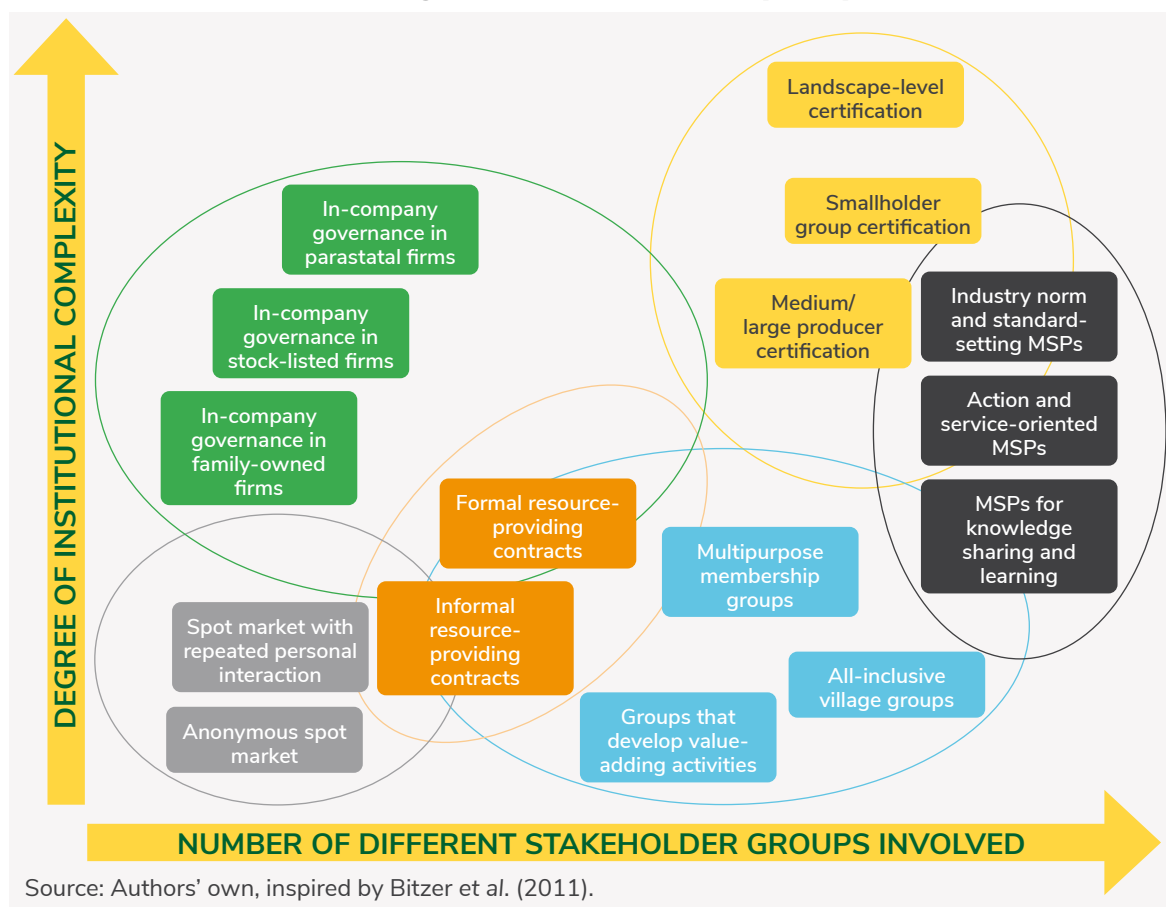 DEGREE OF INSTITUTIONAL COMPLEXITY
Landscape-level
certification
Smallholder
group certification
Medium/
large producer
certification
In-company
governance in
parastatal firms
In-company
governance in
stock-listed firms
In-company
governance in
family-owned
firms
Industry norm
and standard-
setting MSPs
Action and
service-oriented
MSPs
MSPs for
knowledge
sharing and
learning
Formal resource-
providing
contracts
Informal
resource-
providing
contracts
Multipurpose
membership
groups
All-inclusive
village groups
Groups that
develop value-
adding activities
Spot market with
repeated personal
interaction
Anonymous spot
market
NUMBER OF DIFFERENT STAKEHOLDER GROUPS INVOLVED
Source: Authors’ own, inspired by Bitzer et al. (2011).